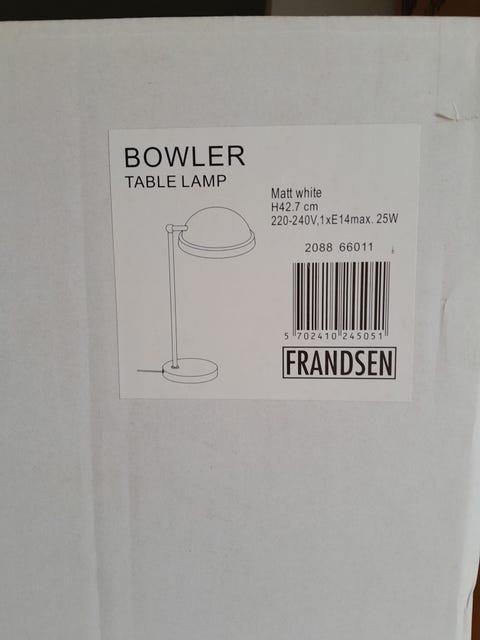 BOWLER
TABLE LAMP
Matt white
H42.7 cm
220-240V,1xE14max. 25W
2088 66011
5 702410 245051
FRANDSEN